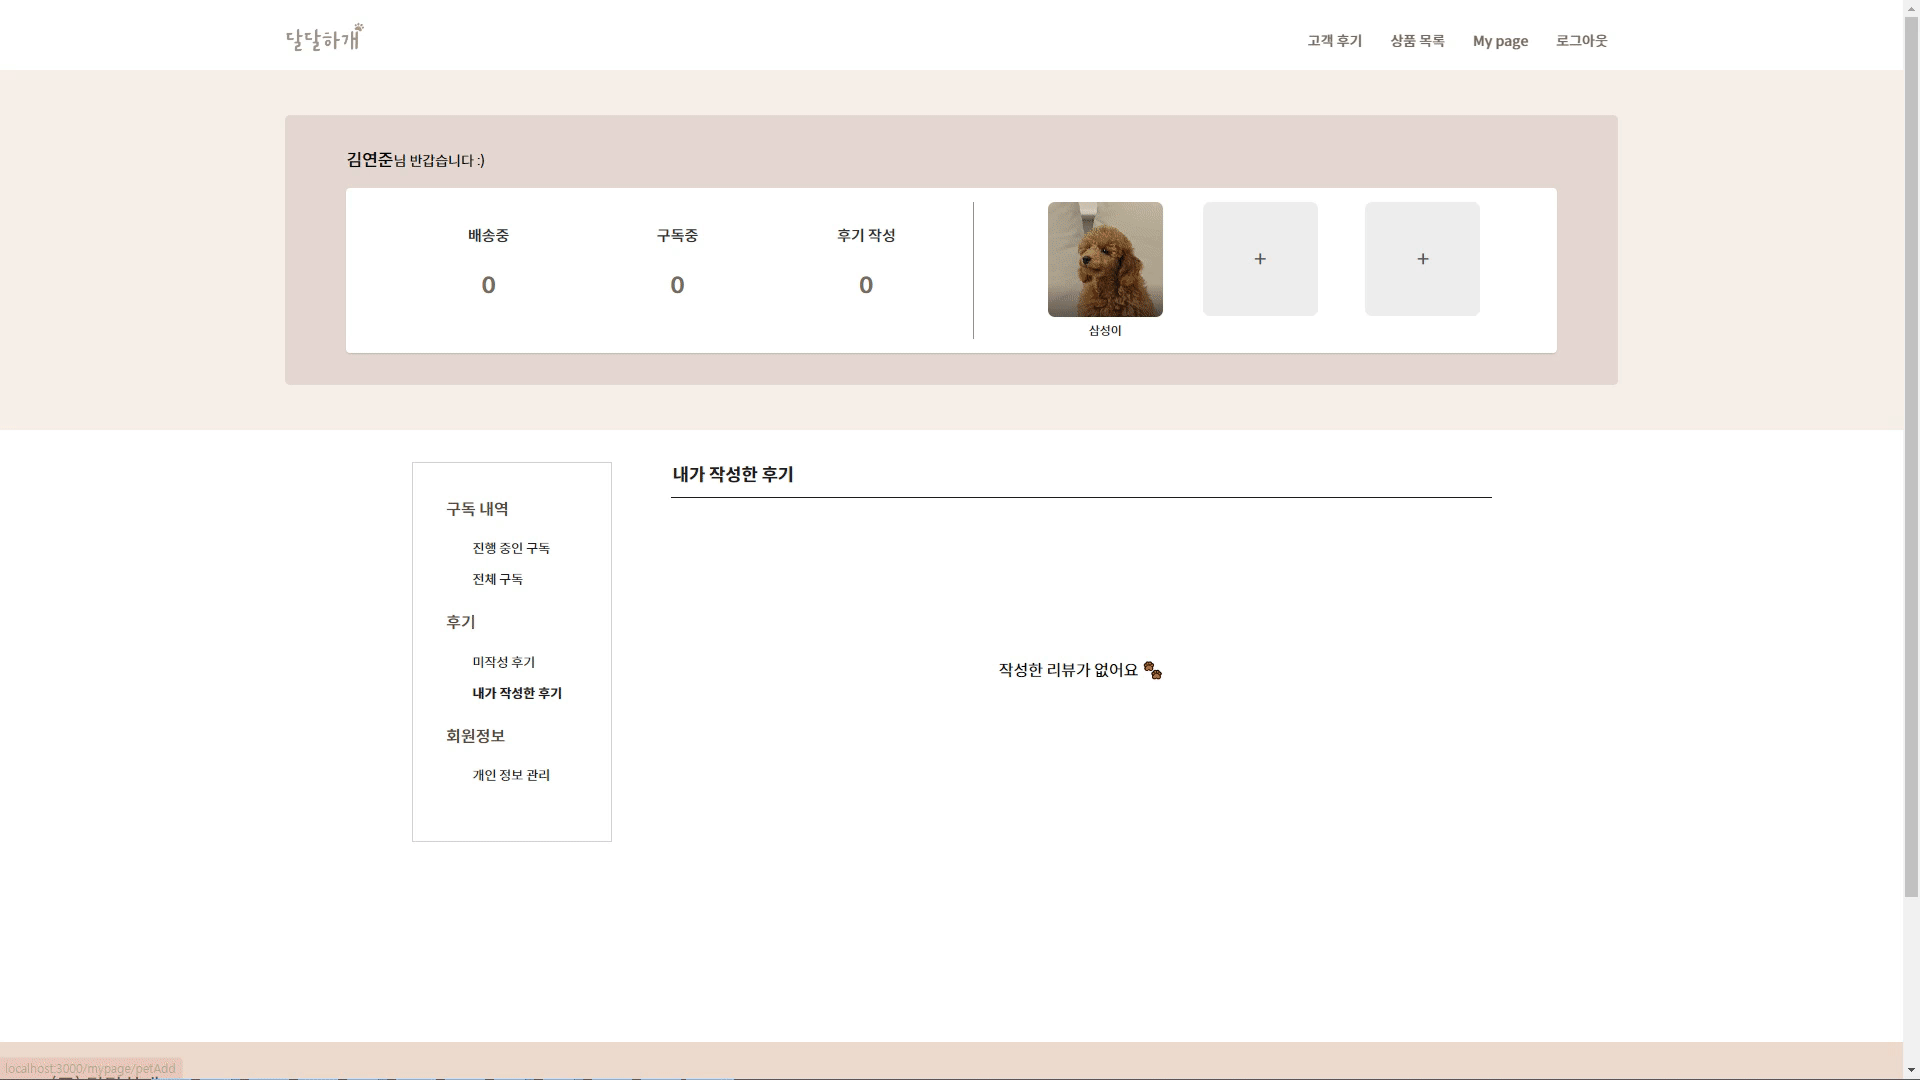 달달하개
고객 후기 상품 목록 My page 로그아웃
김연준님 반갑습니다 :)
배송중 구독중 후기 작성
0 0 0
+ +
삼성이
내가 작성한 후기
구독 내역
진행 중인 구독
전체 구독
후기
미작성 후기
내가 작성한 후기
회원정보
개인 정보 관리
작성한 리뷰가 없어요
localhost:3000/mypage/petAdd